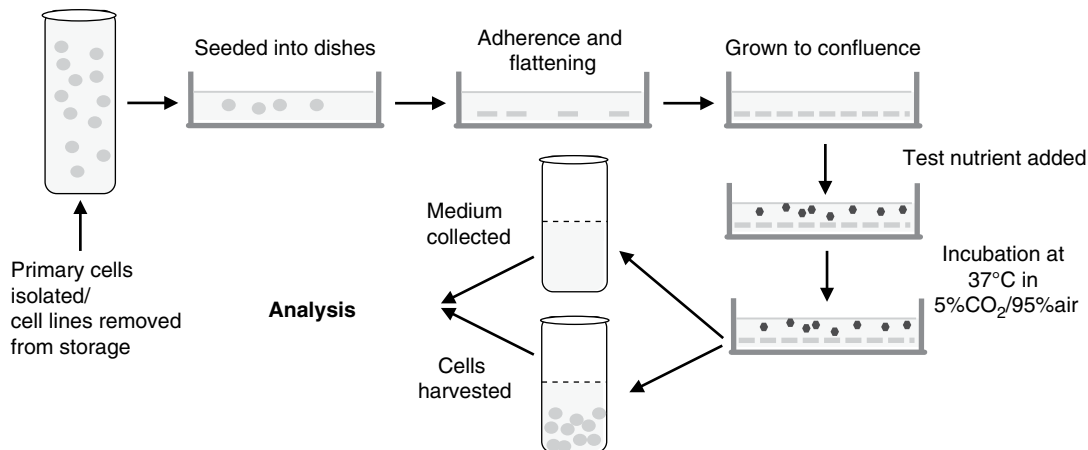 Seeded into dishes
Adherence and
flattening
Grown to confluence
Test nutrient added
Primary cells
isolated/
cell lines removed
from storage
Medium
collected
Incubation at
37°C in
5%CO₂/95%air
Analysis
Cells
harvested